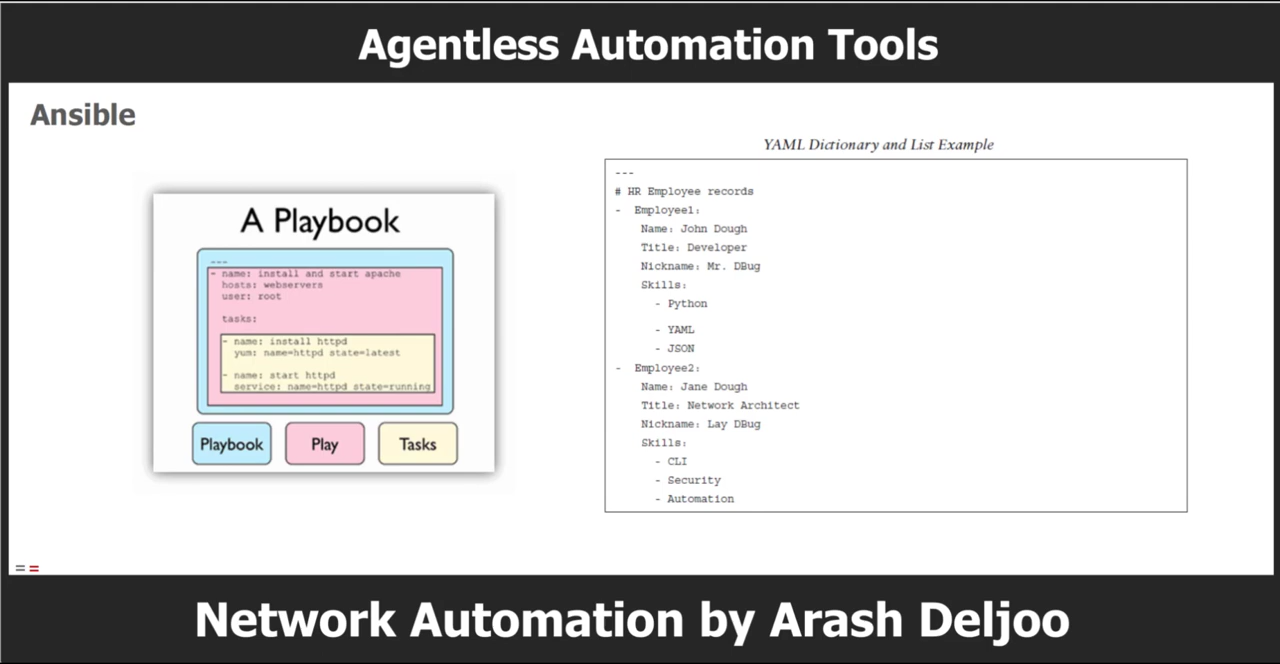 Agentless Automation Tools
Ansible
A Playbook
---
- name: install and start apache
  hosts: webservers
  user: root
  tasks:
  - name: install httpd
    yum: name=httpd state=latest
  - name: start httpd
    service: name=httpd state=running
Playbook
Play
Tasks
YAML Dictionary and List Example
---
# HR Employee records
-  Employee1:
    Name: John Dough
    Title: Developer
    Nickname: Mr. DBug
    Skills:
      - Python
      - YAML
      - JSON
-  Employee2:
    Name: Jane Dough
    Title: Network Architect
    Nickname: Lay DBug
    Skills:
      - CLI
      - Security
      - Automation
= =
Network Automation by Arash Deljoo